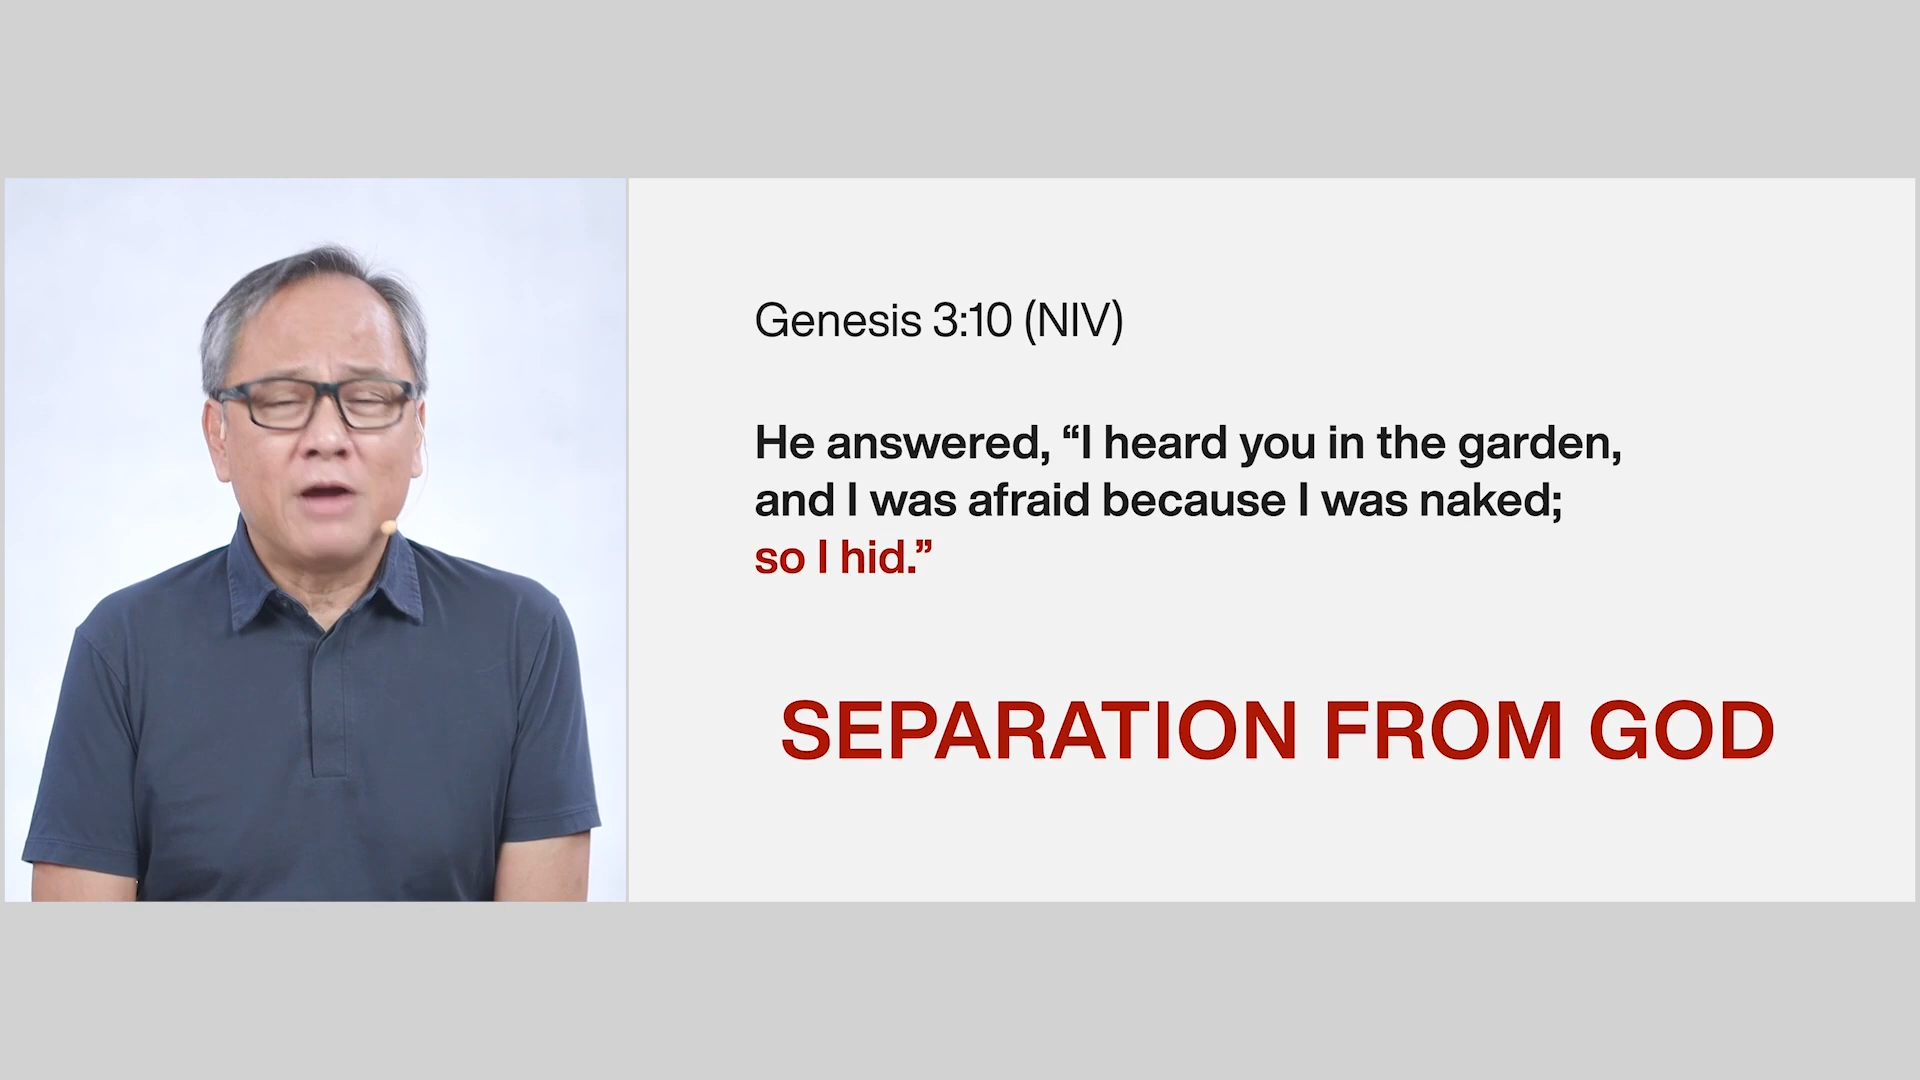 Genesis 3:10 (NIV)
He answered, “I heard you in the garden,
and I was afraid because I was naked;
so I hid.”
SEPARATION FROM GOD